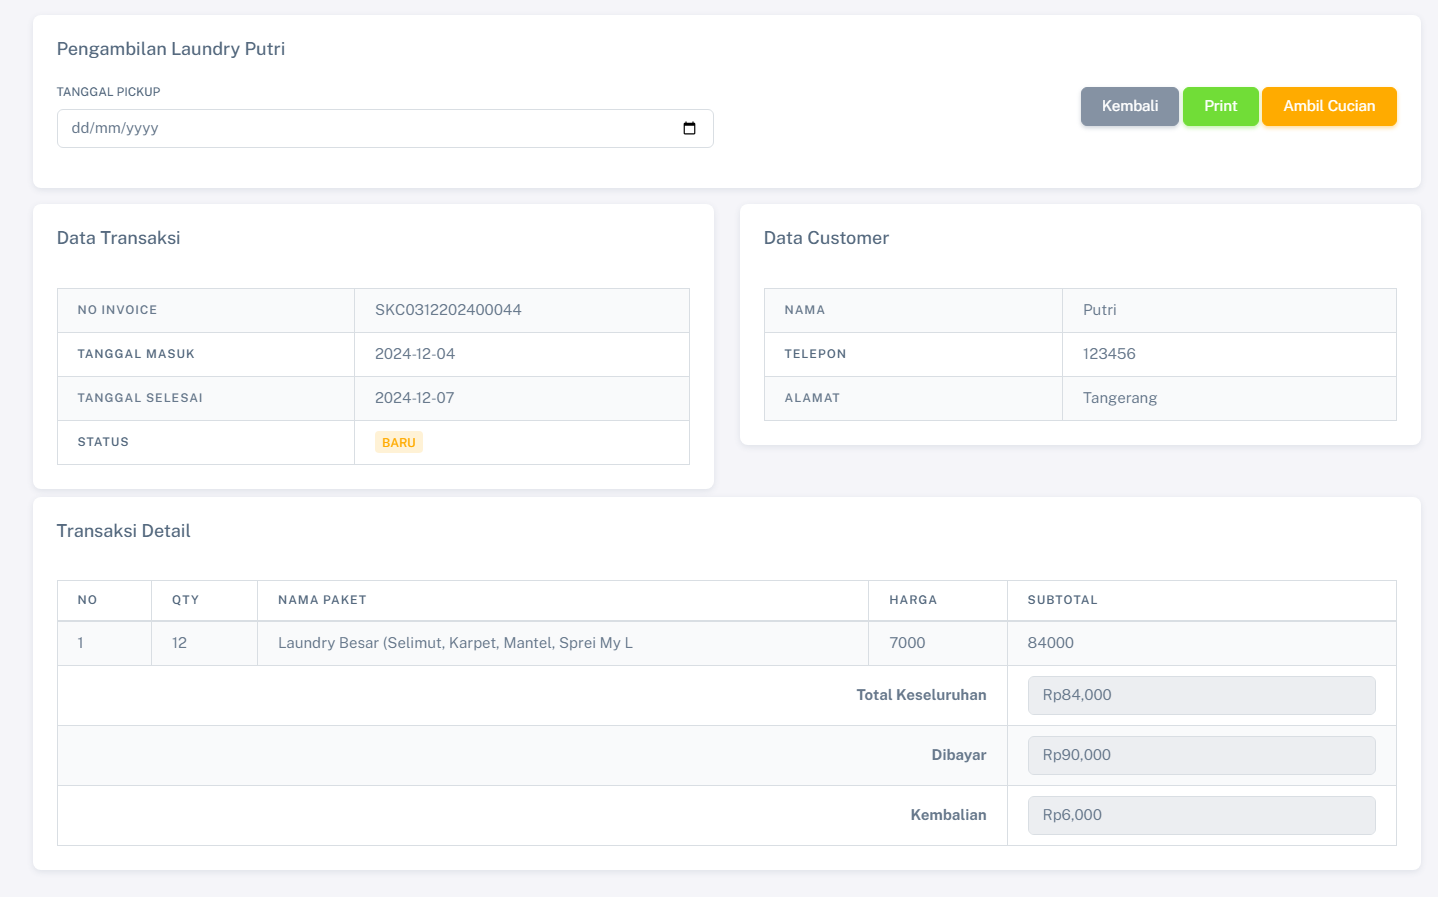 Pengambilan Laundry Putri
TANGGAL PICKUP
dd/mm/yyyy
Kembali Print Ambil Cucian
Data Transaksi
NO INVOICE SKC0312202400044
TANGGAL MASUK 2024-12-04
TANGGAL SELESAI 2024-12-07
STATUS BARU
Data Customer
NAMA Putri
TELEPON 123456
ALAMAT Tangerang
Transaksi Detail
NO QTY NAMA PAKET HARGA SUBTOTAL
1 12 Laundry Besar (Selimut, Karpet, Mantel, Sprei My L 7000 84000
Total Keseluruhan Rp84,000
Dibayar Rp90,000
Kembalian Rp6,000